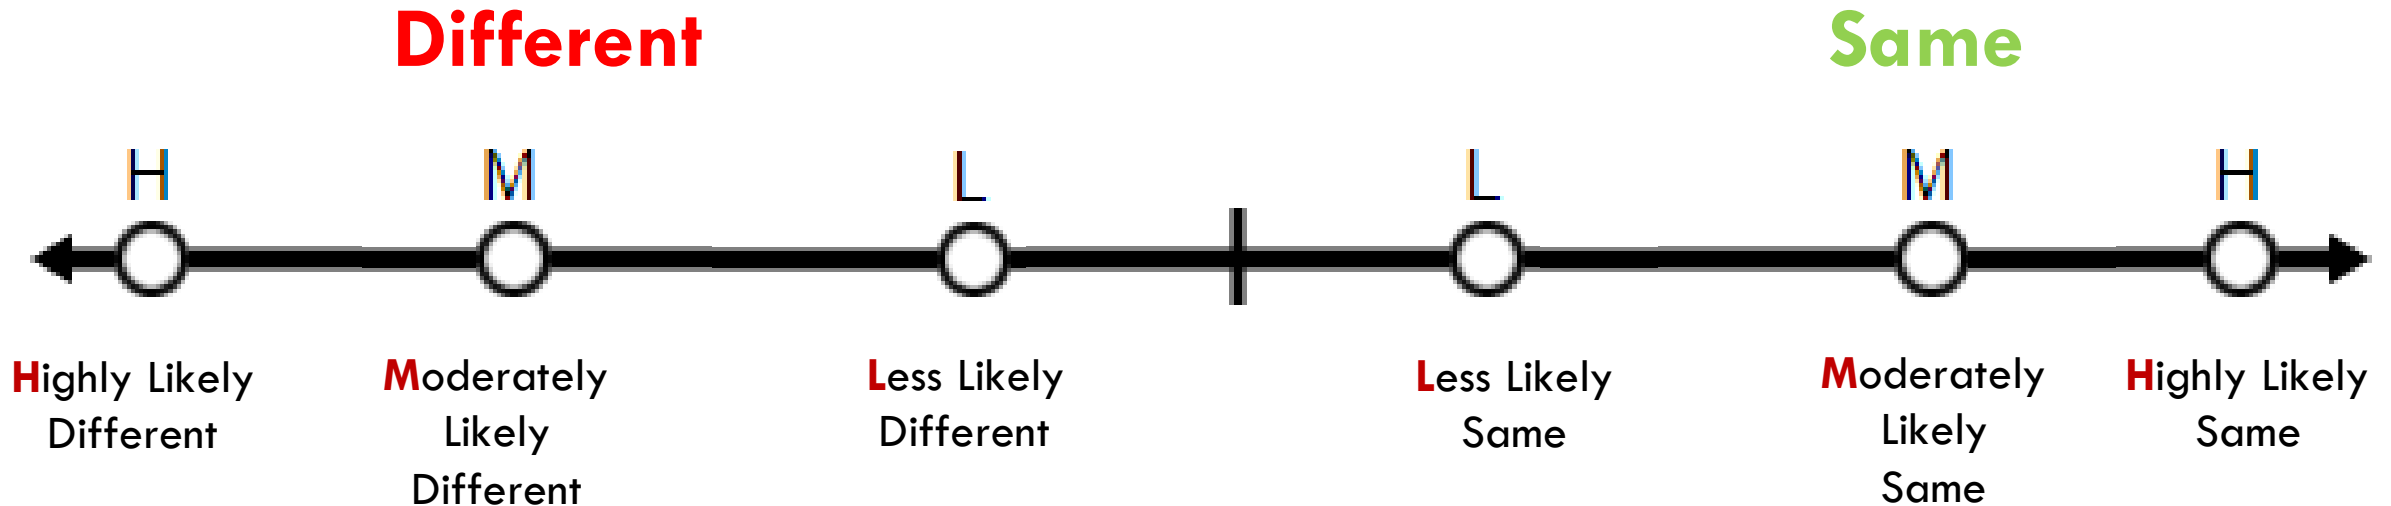 Different Same
H M L L M H
Highly Likely
Different
Moderately
Likely
Different
Less Likely
Different
Less Likely
Same
Moderately
Likely
Same
Highly Likely
Same